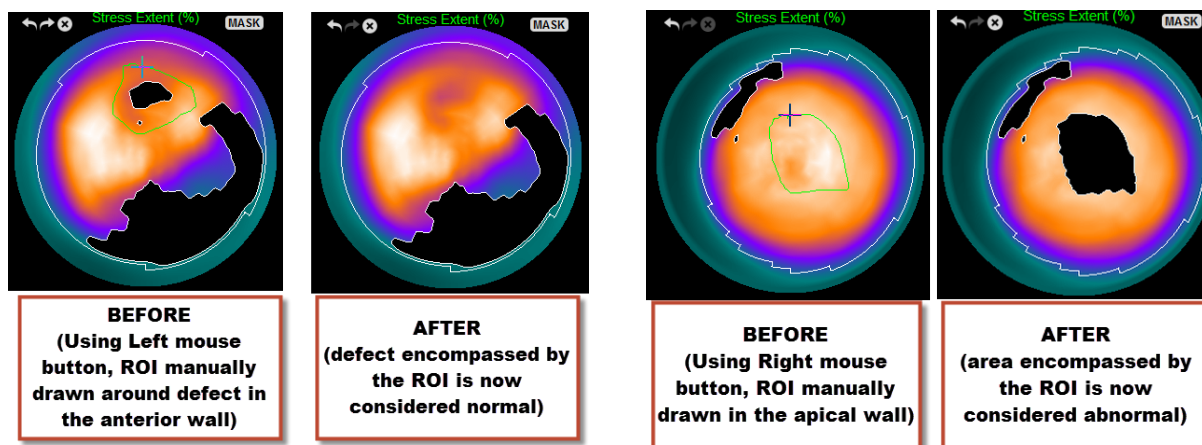 Stress Extent (%)
MASK
Stress Extent (%)
MASK
Stress Extent (%)
MASK
Stress Extent (%)
MASK
BEFORE
(Using Left mouse
button, ROI manually
drawn around defect in
the anterior wall)
AFTER
(defect encompassed by
the ROI is now
considered normal)
BEFORE
(Using Right mouse
button, ROI manually
drawn in the apical wall)
AFTER
(area encompassed by
the ROI is now
considered abnormal)